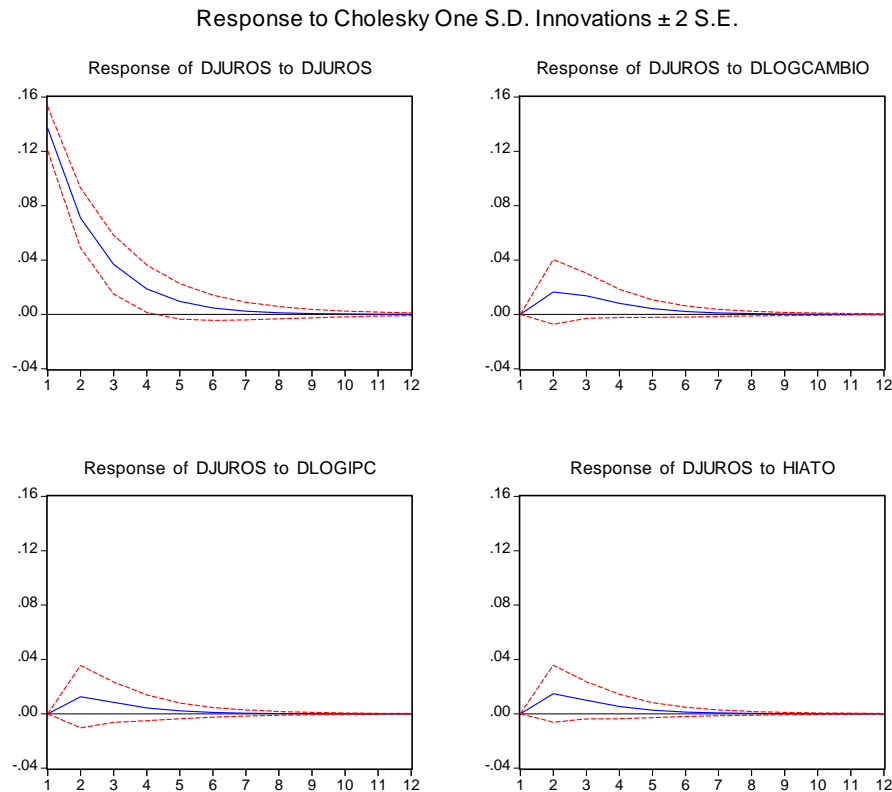 Response to Cholesky One S.D. Innovations ± 2 S.E.
Response of DJUROS to DJUROS
.16
.12
.08
.04
.00
-.04
1 2 3 4 5 6 7 8 9 10 11 12
Response of DJUROS to DLOGCAMBIO
.16
.12
.08
.04
.00
-.04
1 2 3 4 5 6 7 8 9 10 11 12
Response of DJUROS to DLOGIPC
.16
.12
.08
.04
.00
-.04
1 2 3 4 5 6 7 8 9 10 11 12
Response of DJUROS to HIATO
.16
.12
.08
.04
.00
-.04
1 2 3 4 5 6 7 8 9 10 11 12